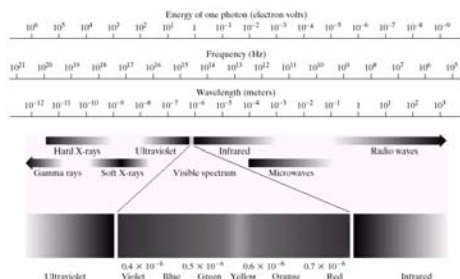 Energy of one photon (electron volts)
10⁶ 10⁵ 10⁴ 10³ 10² 10¹ 1 10⁻¹ 10⁻² 10⁻³ 10⁻⁴ 10⁻⁵ 10⁻⁶ 10⁻⁷ 10⁻⁸ 10⁻⁹
Frequency (Hz)
10²¹ 10²⁰ 10¹⁹ 10¹⁸ 10¹⁷ 10¹⁶ 10¹⁵ 10¹⁴ 10¹³ 10¹² 10¹¹ 10¹⁰ 10⁹ 10⁸ 10⁷ 10⁶ 10⁵
Wavelength (meters)
10⁻¹² 10⁻¹¹ 10⁻¹⁰ 10⁻⁹ 10⁻⁸ 10⁻⁷ 10⁻⁶ 10⁻⁵ 10⁻⁴ 10⁻³ 10⁻² 10⁻¹ 1 10¹ 10² 10³
Hard X-rays Ultraviolet Infrared Radio waves
Gamma rays Soft X-rays Visible spectrum Microwaves
0.4 × 10⁻⁶ 0.5 × 10⁻⁶ 0.6 × 10⁻⁶ 0.7 × 10⁻⁶
Ultraviolet Violet Blue Green Yellow Orange Red Infrared